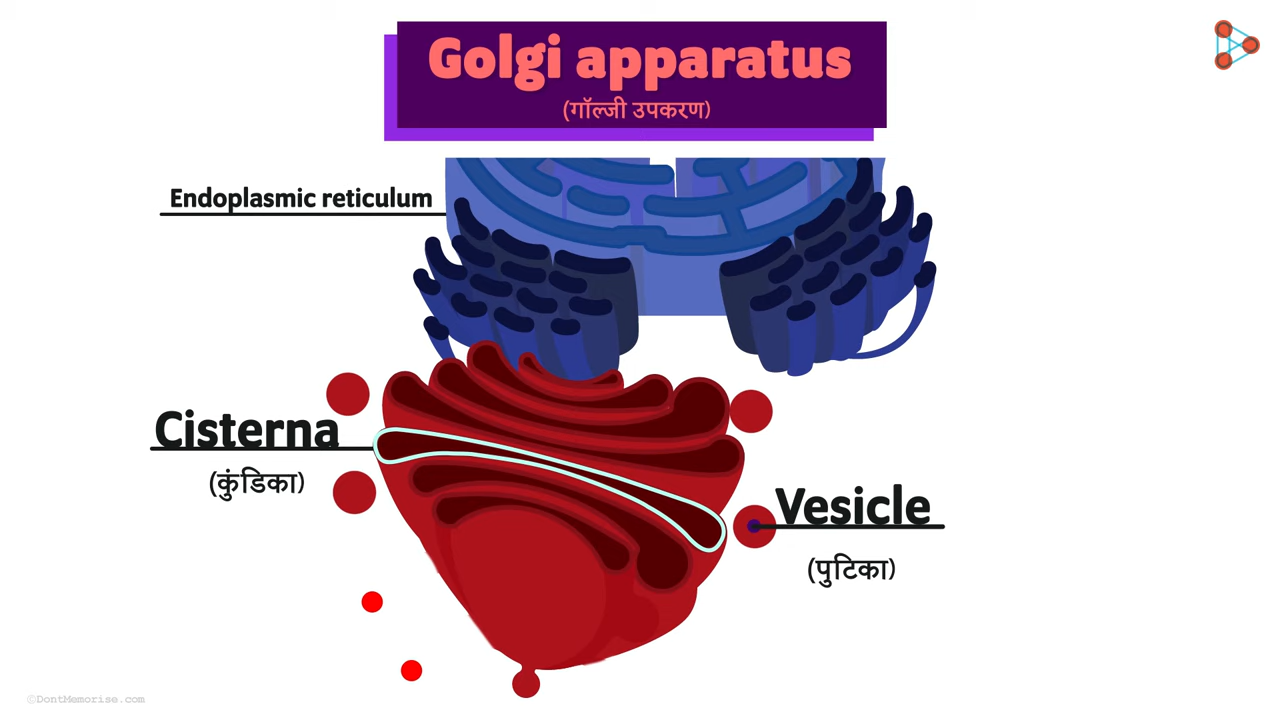 Golgi apparatus
(गॉल्जी उपकरण)
Endoplasmic reticulum
Cisterna
(कुंडिका)
Vesicle
(पुटिका)
©DontMemorise.com